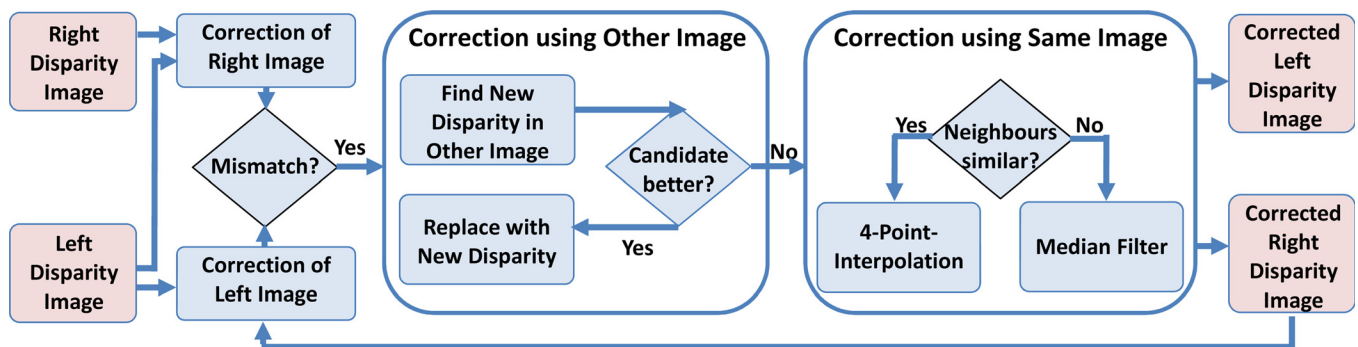 Right
Disparity
Image
Left
Disparity
Image
Correction of
Right Image
Mismatch?
Correction of
Left Image
Yes
Correction using Other Image
Find New
Disparity in
Other Image
Candidate
better?
Yes
Replace with
New Disparity
No
Correction using Same Image
Neighbours
similar?
Yes
No
4-Point-
Interpolation
Median Filter
Corrected
Left
Disparity
Image
Corrected
Right
Disparity
Image